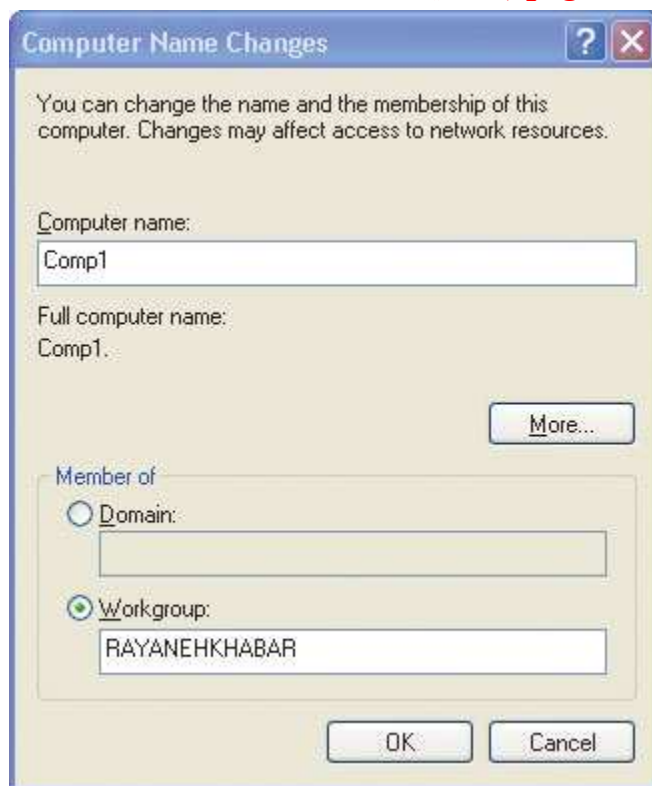 Computer Name Changes
You can change the name and the membership of this
computer. Changes may affect access to network resources.
Computer name:
Comp1
Full computer name:
Comp1.
More...
Member of
Domain:
Workgroup:
RAYANEHKHABAR
OK
Cancel